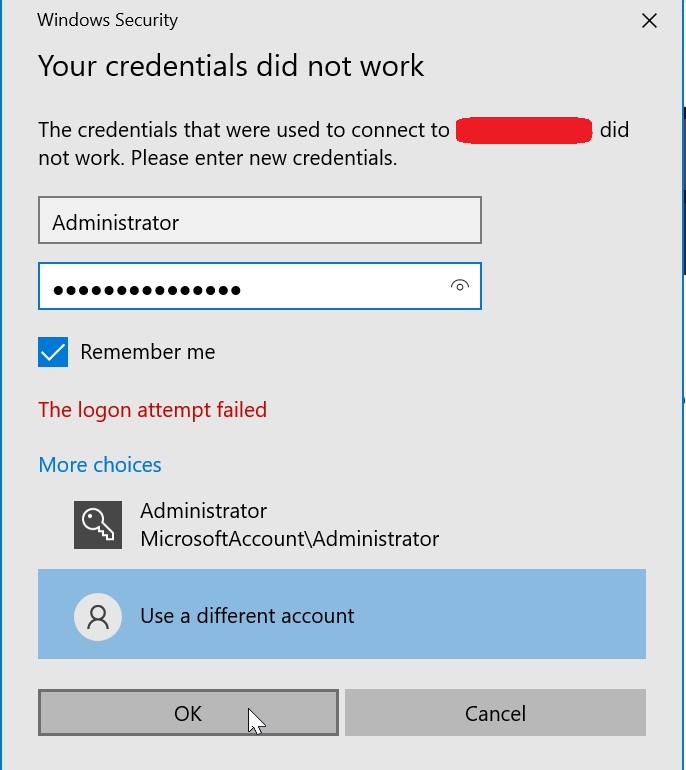 Windows Security
Your credentials did not work
The credentials that were used to connect to did
not work. Please enter new credentials.
Administrator
●●●●●●●●●●●●●●●
Remember me
The logon attempt failed
More choices
Administrator
MicrosoftAccount\Administrator
Use a different account
OK Cancel